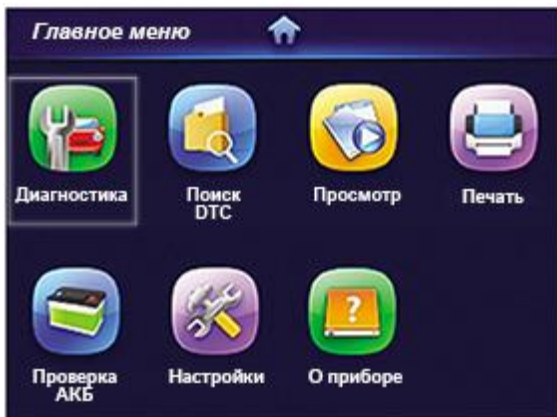 Главное меню
Диагностика
Поиск
DTC
Просмотр
Печать
Проверка
АКБ
Настройки
О приборе
?